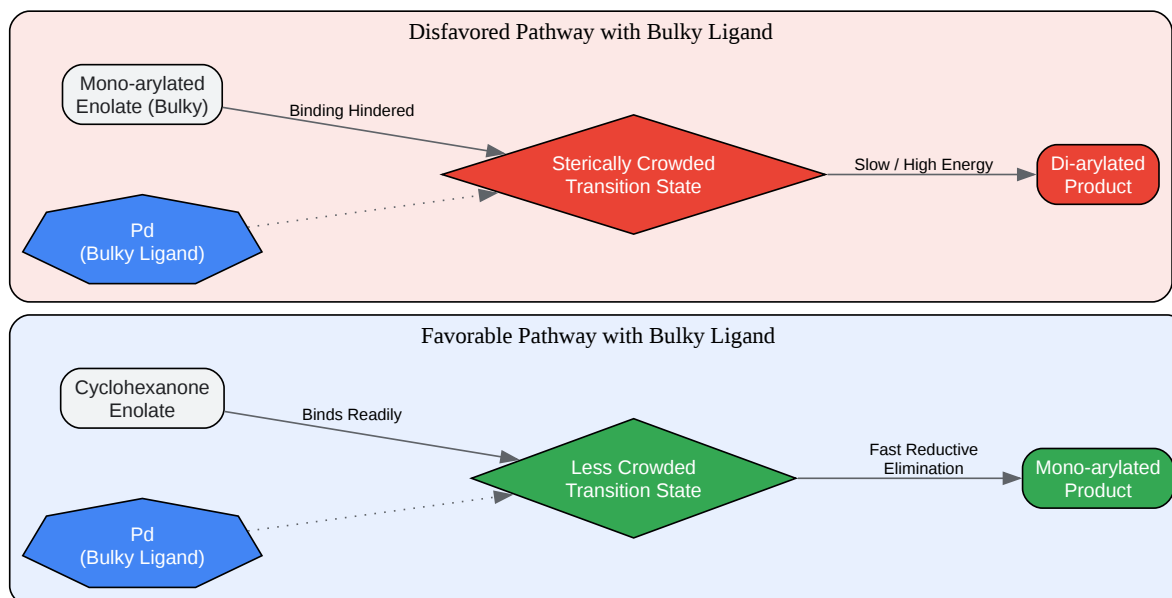 Disfavored Pathway with Bulky Ligand
Mono-arylated
Enolate (Bulky)
Binding Hindered
Sterically Crowded
Transition State
Slow / High Energy
Di-arylated
Product
Pd
(Bulky Ligand)
Favorable Pathway with Bulky Ligand
Cyclohexanone
Enolate
Binds Readily
Less Crowded
Transition State
Fast Reductive
Elimination
Mono-arylated
Product
Pd
(Bulky Ligand)